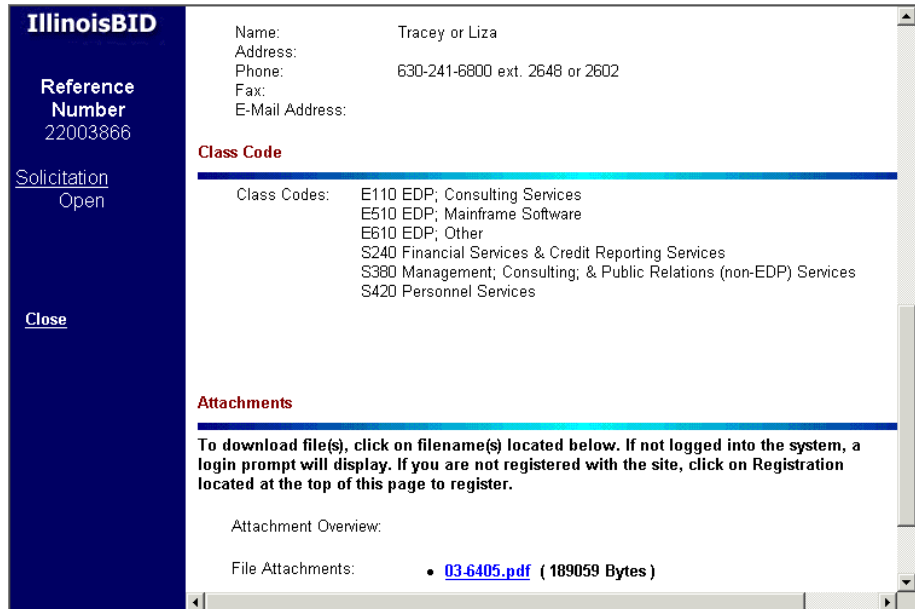 IllinoisBID
Reference
Number
22003866
Solicitation
Open
Close
Name: Tracey or Liza
Address:
Phone: 630-241-6800 ext. 2648 or 2602
Fax:
E-Mail Address:
Class Code
Class Codes: E110 EDP; Consulting Services
E510 EDP; Mainframe Software
E610 EDP; Other
S240 Financial Services & Credit Reporting Services
S380 Management; Consulting; & Public Relations (non-EDP) Services
S420 Personnel Services
Attachments
To download file(s), click on filename(s) located below. If not logged into the system, a
login prompt will display. If you are not registered with the site, click on Registration
located at the top of this page to register.
Attachment Overview:
File Attachments: • 03-6405.pdf ( 189059 Bytes )